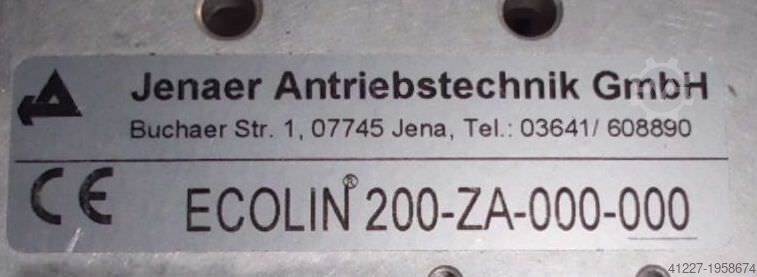 Jenaer Antriebstechnik GmbH
Buchaer Str. 1, 07745 Jena, Tel.: 03641/ 608890
CE ECOLIN® 200-ZA-000-000
41227-1958674